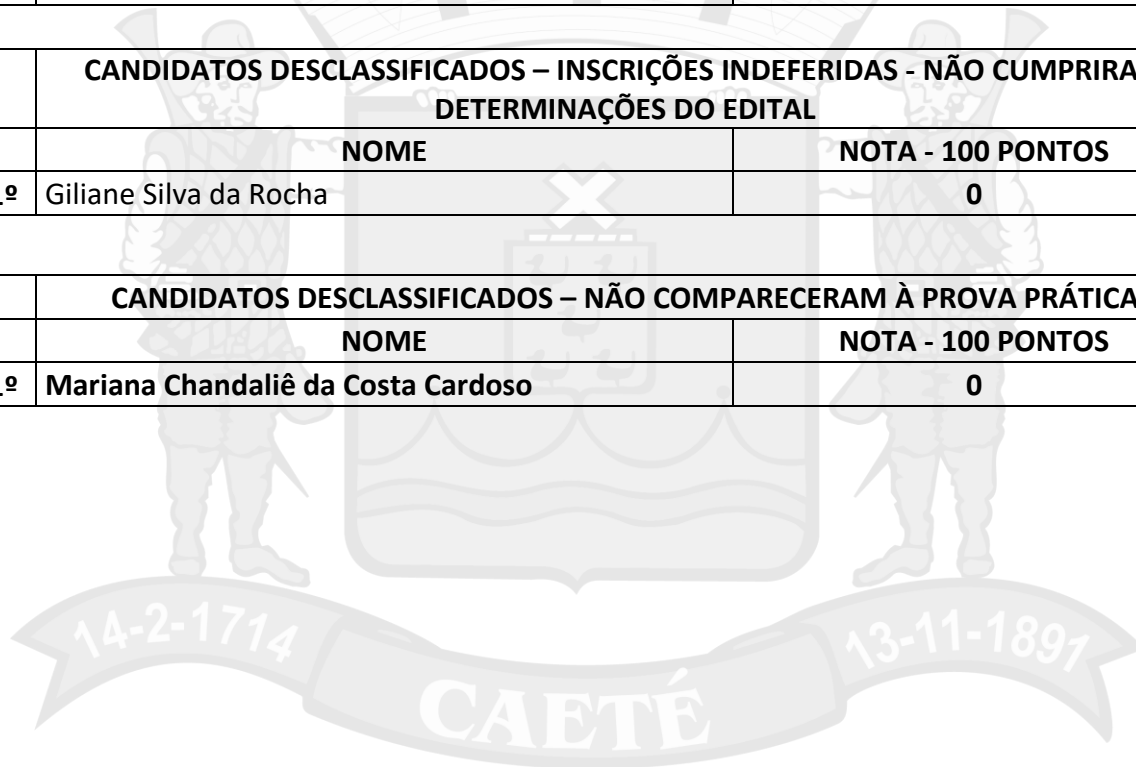 CANDIDATOS DESCLASSIFICADOS – INSCRIÇÕES INDEFERIDAS - NÃO CUMPRIRA
DETERMINAÇÕES DO EDITAL
NOME NOTA - 100 PONTOS
º Giliane Silva da Rocha 0
CANDIDATOS DESCLASSIFICADOS – NÃO COMPARECERAM À PROVA PRÁTICA
NOME NOTA - 100 PONTOS
º Mariana Chandaliê da Costa Cardoso 0
14-2-1714 13-11-1891
CAETÉ